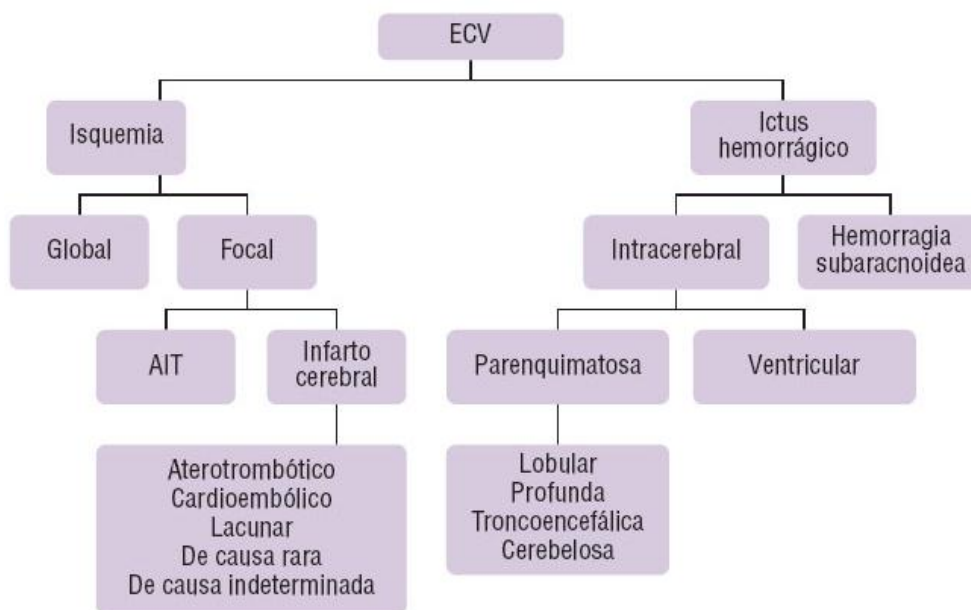 ECV
Isquemia
Ictus
hemorrágico
Global
Focal
Intracerebral
Hemorragia
subaracnoidea
AIT
Infarto
cerebral
Parenquimatosa
Ventricular
Aterotrombótico
Cardioembólico
Lacunar
De causa rara
De causa indeterminada
Lobular
Profunda
Troncoencefálica
Cerebelosa